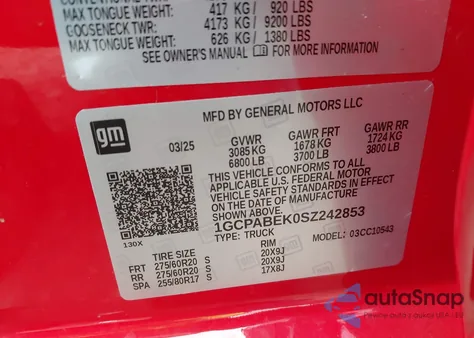 CONVENTIONAL TWR:
MAX TONGUE WEIGHT: 417 KG / 920 LBS
GOOSENECK TWR: 4173 KG / 9200 LBS
MAX TONGUE WEIGHT: 626 KG / 1380 LBS
SEE OWNER'S MANUAL FOR MORE INFORMATION
gm
MFD BY GENERAL MOTORS LLC
03/25 GVWR GAWR FRT GAWR RR
3085 KG 1678 KG 1724 KG
6800 LB 3700 LB 3800 LB
THIS VEHICLE CONFORMS TO ALL
APPLICABLE U.S. FEDERAL MOTOR
VEHICLE SAFETY STANDARDS IN EFFECT
ON THE DATE OF MANUFACTURE SHOWN ABOVE.
1GCPABEK0SZ242853
TYPE: TRUCK MODEL: 03CC10543
130X
TIRE SIZE RIM
FRT 275/60R20 S 20X9J
RR 275/60R20 S 20X9J
SPA 255/80R17 S 17X8J
autoSnap